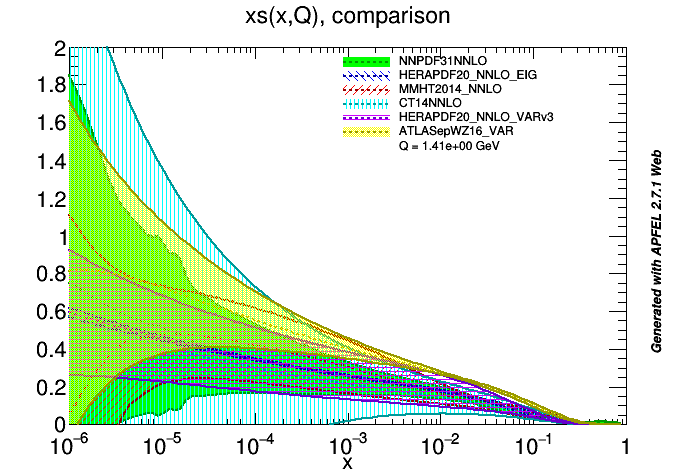 xs(x,Q), comparison
NNPDF31NNLO
HERAPDF20_NNLO_EIG
MMHT2014_NNLO
CT14NNLO
HERAPDF20_NNLO_VARv3
ATLASepWZ16_VAR
Q = 1.41e+00 GeV
2
1.8
1.6
1.4
1.2
1
0.8
0.6
0.4
0.2
0
10⁻⁶ 10⁻⁵ 10⁻⁴ 10⁻³ 10⁻² 10⁻¹ 1
x
Generated with APFEL 2.7.1 Web